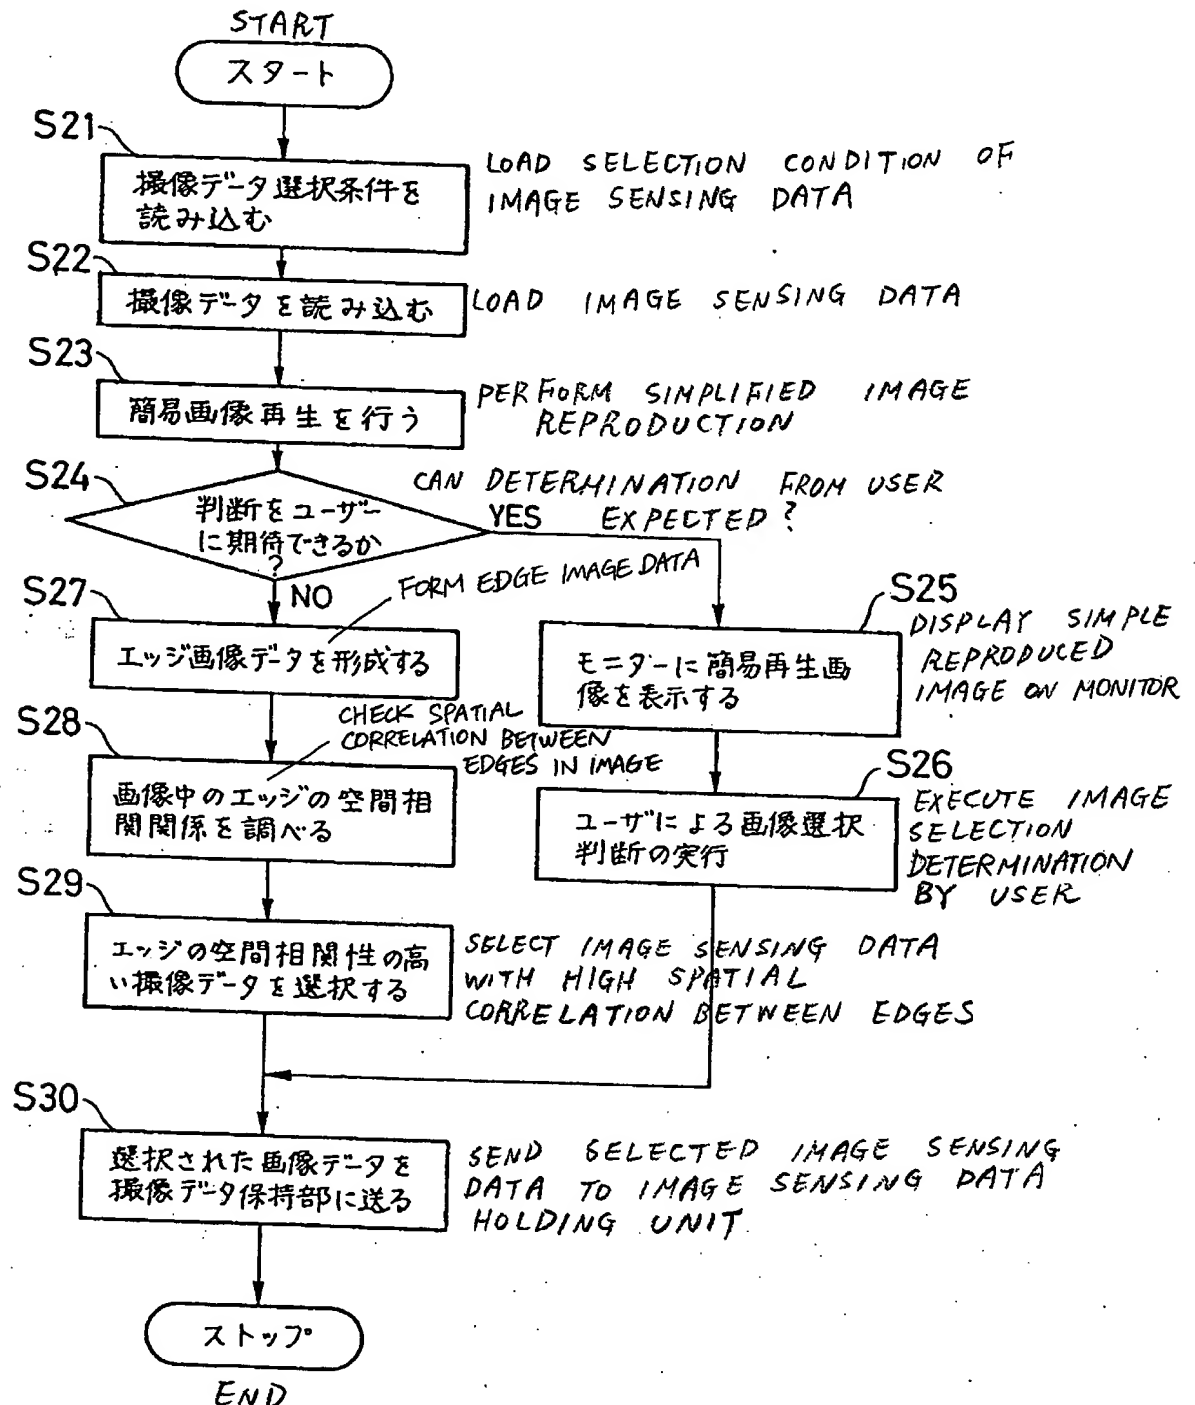 START
スタート
S21
撮像データ選択条件を
読み込む
LOAD SELECTION CONDITION OF
IMAGE SENSING DATA
S22
撮像データを読み込む
LOAD IMAGE SENSING DATA
S23
簡易画像再生を行う
PERFORM SIMPLIFIED IMAGE
REPRODUCTION
S24
判断をユーザー
に期待できるか
?
CAN DETERMINATION FROM USER
EXPECTED?
YES
NO
S27
エッジ画像データを形成する
FORM EDGE IMAGE DATA
S25
モニターに簡易再生画
像を表示する
DISPLAY SIMPLE
REPRODUCED
IMAGE ON MONITOR
S28
画像中のエッジの空間相
関関係を調べる
CHECK SPATIAL
CORRELATION BETWEEN
EDGES IN IMAGE
S26
ユーザによる画像選択
判断の実行
EXECUTE IMAGE
SELECTION
DETERMINATION
BY USER
S29
エッジの空間相関性の高
い撮像データを選択する
SELECT IMAGE SENSING DATA
WITH HIGH SPATIAL
CORRELATION BETWEEN EDGES
S30
選択された画像データを
撮像データ保持部に送る
SEND SELECTED IMAGE SENSING
DATA TO IMAGE SENSING DATA
HOLDING UNIT
ストップ
END